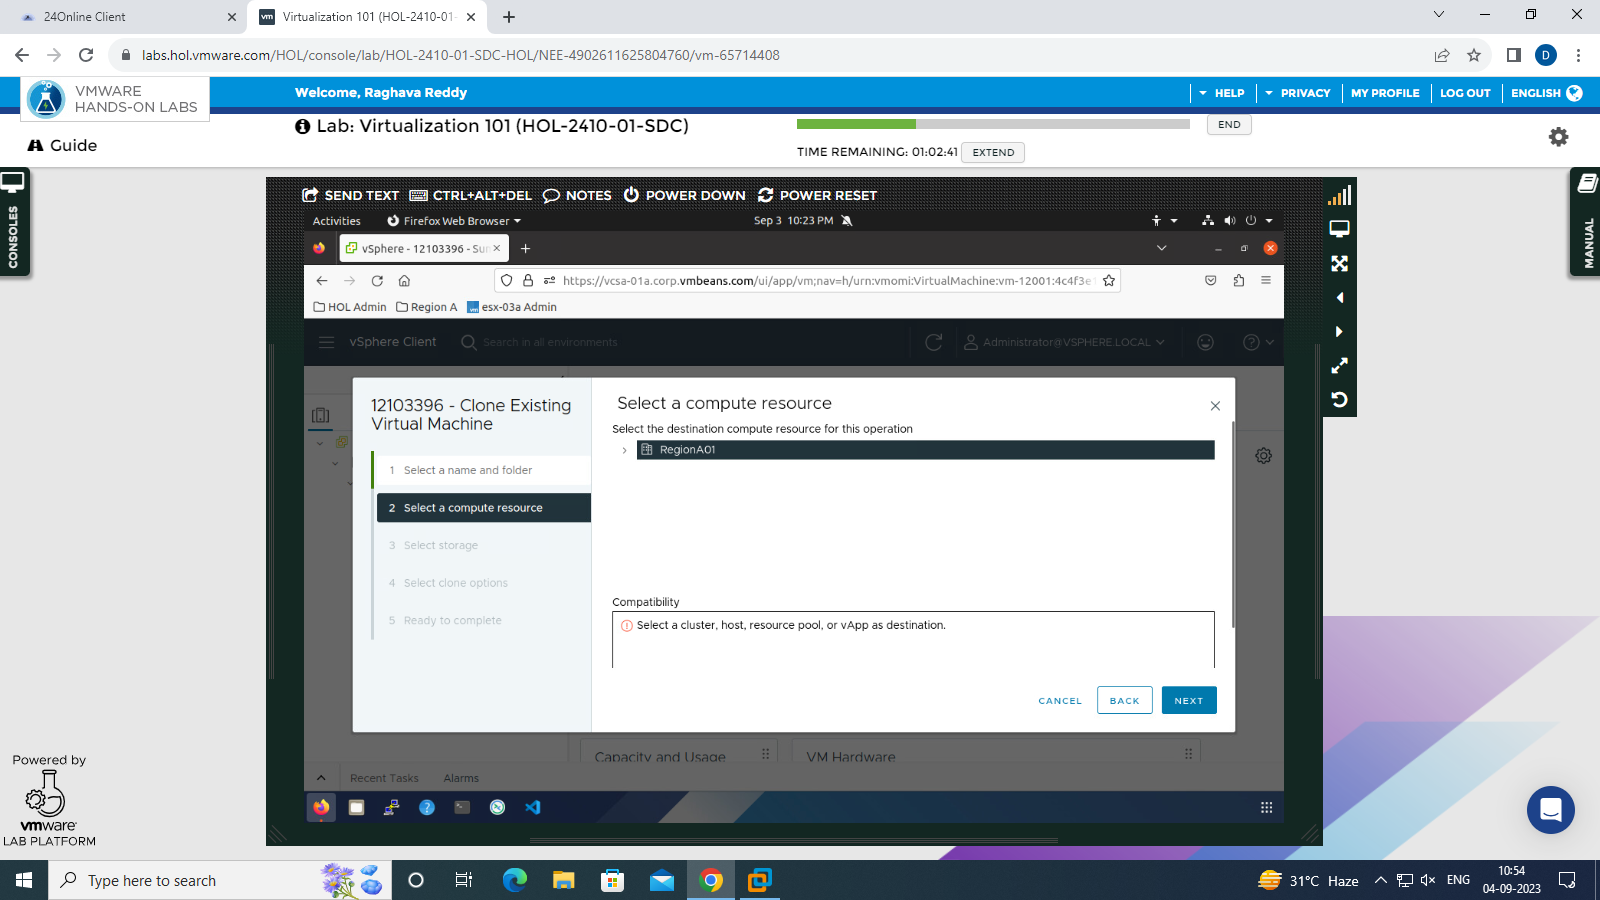 24Online Client
Virtualization 101 (HOL-2410-01-
labs.hol.vmware.com/HOL/console/lab/HOL-2410-01-SDC-HOL/NEE-4902611625804760/vm-65714408
D
VMWARE
HANDS-ON LABS
Welcome, Raghava Reddy
HELP
PRIVACY
MY PROFILE
LOG OUT
ENGLISH
Guide
Lab: Virtualization 101 (HOL-2410-01-SDC)
END
TIME REMAINING: 01:02:41
EXTEND
CONSOLES
MANUAL
SEND TEXT
CTRL+ALT+DEL
NOTES
POWER DOWN
POWER RESET
Activities
Firefox Web Browser
Sep 3 10:23 PM
vSphere - 12103396 - Sum
https://vcsa-01a.corp.vmbeans.com/ui/app/vm;nav=h/urn:vmomi:VirtualMachine:vm-12001:4c4f3e1
HOL Admin
Region A
esx-03a Admin
vSphere Client
Search in all environments
Administrator@VSPHERE.LOCAL
12103396 - Clone Existing
Virtual Machine
1 Select a name and folder
2 Select a compute resource
3 Select storage
4 Select clone options
5 Ready to complete
Select a compute resource
Select the destination compute resource for this operation
RegionA01
Compatibility
Select a cluster, host, resource pool, or vApp as destination.
CANCEL
BACK
NEXT
Capacity and Usage
VM Hardware
Recent Tasks
Alarms
Powered by
vmware
LAB PLATFORM
Type here to search
31°C Haze
ENG
10:54
04-09-2023